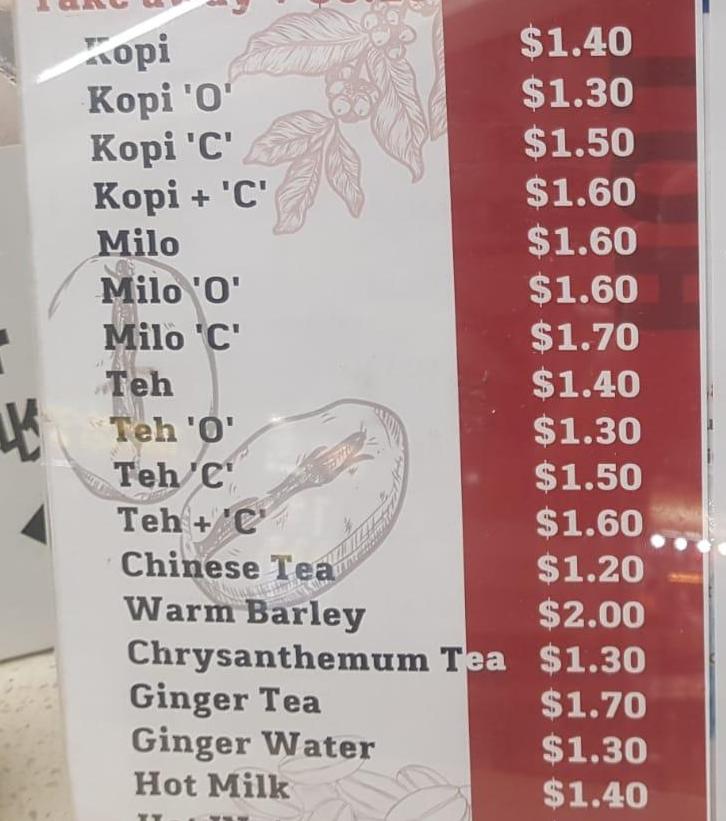 Take away
Kopi $1.40
Kopi 'O' $1.30
Kopi 'C' $1.50
Kopi + 'C' $1.60
Milo $1.60
Milo 'O' $1.60
Milo 'C' $1.70
Teh $1.40
Teh 'O' $1.30
Teh 'C' $1.50
Teh + 'C' $1.60
Chinese Tea $1.20
Warm Barley $2.00
Chrysanthemum Tea $1.30
Ginger Tea $1.70
Ginger Water $1.30
Hot Milk $1.40
HOT